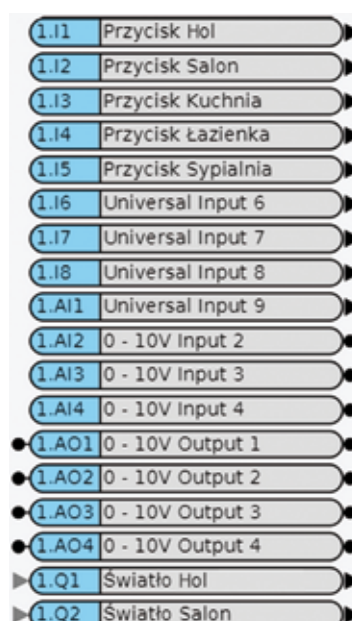 1.I1 Przycisk Hol
1.I2 Przycisk Salon
1.I3 Przycisk Kuchnia
1.I4 Przycisk Łazienka
1.I5 Przycisk Sypialnia
1.I6 Universal Input 6
1.I7 Universal Input 7
1.I8 Universal Input 8
1.AI1 Universal Input 9
1.AI2 0 - 10V Input 2
1.AI3 0 - 10V Input 3
1.AI4 0 - 10V Input 4
1.AO1 0 - 10V Output 1
1.AO2 0 - 10V Output 2
1.AO3 0 - 10V Output 3
1.AO4 0 - 10V Output 4
1.Q1 Światło Hol
1.Q2 Światło Salon